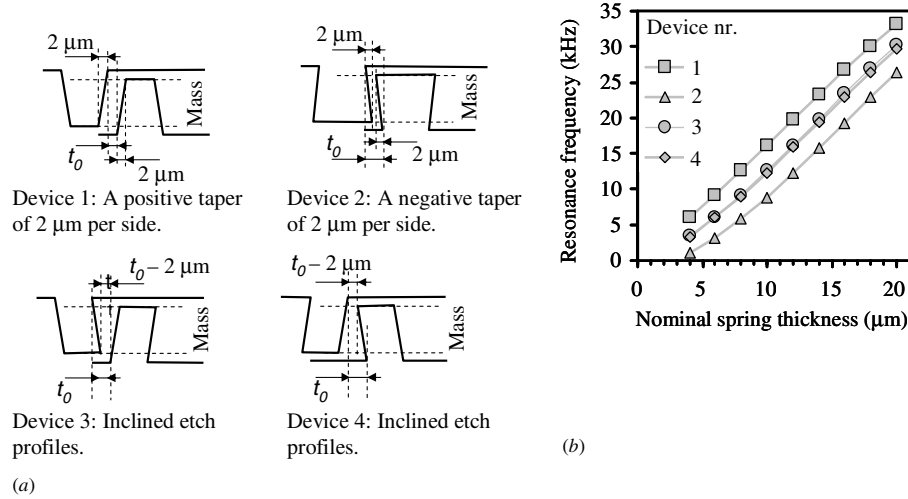 2 μm
Mass
t0
2 μm
Device 1: A positive taper
of 2 μm per side.
2 μm
Mass
t0
2 μm
Device 2: A negative taper
of 2 μm per side.
t0 – 2 μm
Mass
t0
Device 3: Inclined etch
profiles.
t0 – 2 μm
Mass
t0
Device 4: Inclined etch
profiles.
(a)
Resonance frequency (kHz)
35
30
25
20
15
10
5
0
Device nr.
1
2
3
4
0 5 10 15 20
Nominal spring thickness (μm)
(b)